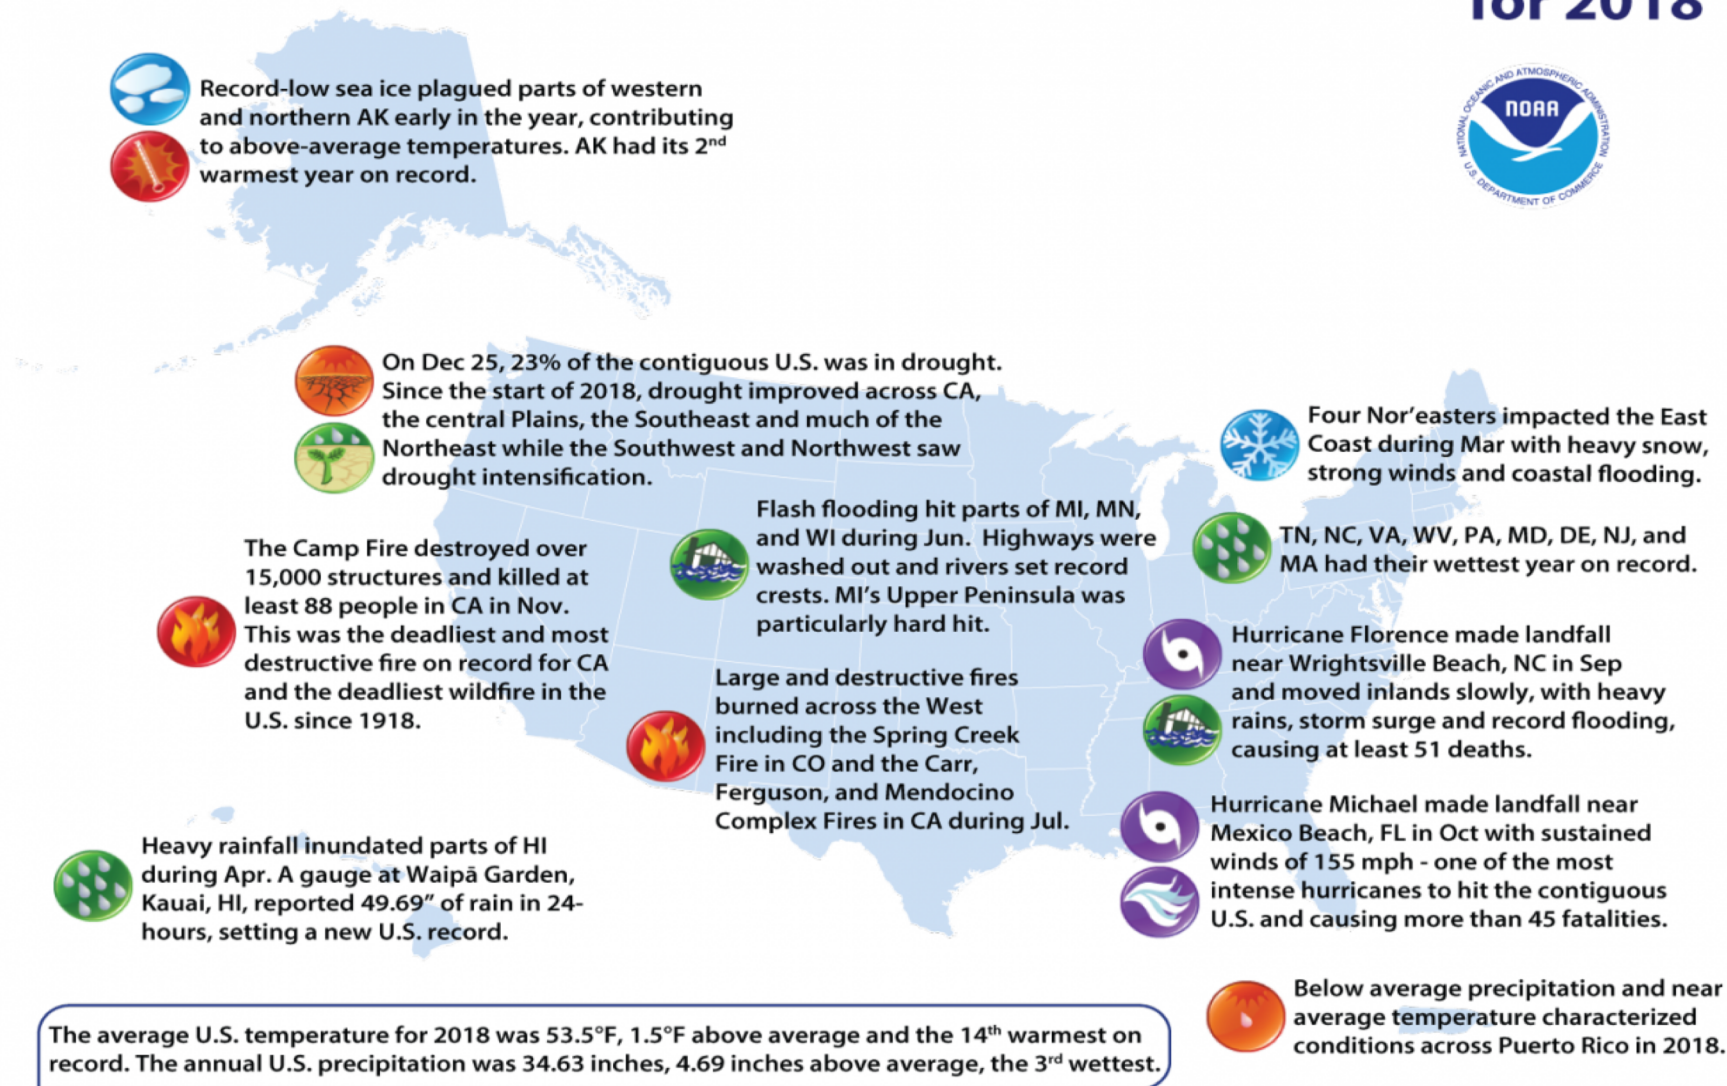 for 2018
NATIONAL OCEANIC AND ATMOSPHERIC ADMINISTRATION
NOAA
U.S. DEPARTMENT OF COMMERCE
Record-low sea ice plagued parts of western
and northern AK early in the year, contributing
to above-average temperatures. AK had its 2nd
warmest year on record.
On Dec 25, 23% of the contiguous U.S. was in drought.
Since the start of 2018, drought improved across CA,
the central Plains, the Southeast and much of the
Northeast while the Southwest and Northwest saw
drought intensification.
Four Nor'easters impacted the East
Coast during Mar with heavy snow,
strong winds and coastal flooding.
Flash flooding hit parts of MI, MN,
and WI during Jun. Highways were
washed out and rivers set record
crests. MI's Upper Peninsula was
particularly hard hit.
TN, NC, VA, WV, PA, MD, DE, NJ, and
MA had their wettest year on record.
The Camp Fire destroyed over
15,000 structures and killed at
least 88 people in CA in Nov.
This was the deadliest and most
destructive fire on record for CA
and the deadliest wildfire in the
U.S. since 1918.
Hurricane Florence made landfall
near Wrightsville Beach, NC in Sep
and moved inlands slowly, with heavy
rains, storm surge and record flooding,
causing at least 51 deaths.
Large and destructive fires
burned across the West
including the Spring Creek
Fire in CO and the Carr,
Ferguson, and Mendocino
Complex Fires in CA during Jul.
Hurricane Michael made landfall near
Mexico Beach, FL in Oct with sustained
winds of 155 mph - one of the most
intense hurricanes to hit the contiguous
U.S. and causing more than 45 fatalities.
Heavy rainfall inundated parts of HI
during Apr. A gauge at Waipā Garden,
Kauai, HI, reported 49.69" of rain in 24-
hours, setting a new U.S. record.
Below average precipitation and near
average temperature characterized
conditions across Puerto Rico in 2018.
The average U.S. temperature for 2018 was 53.5°F, 1.5°F above average and the 14th warmest on
record. The annual U.S. precipitation was 34.63 inches, 4.69 inches above average, the 3rd wettest.